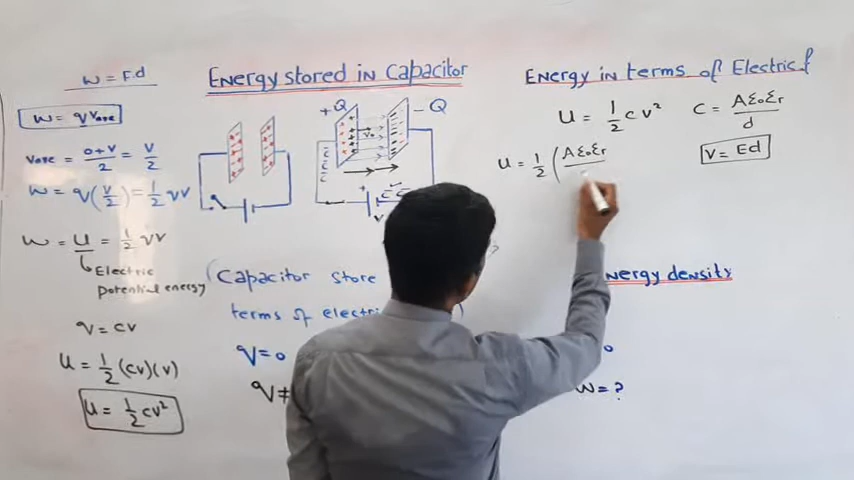 W = F.d
W = qVave
Vave = 0+V/2 = V/2
W = q(V/2) = 1/2 qV
W = U = 1/2 qV
Electric
potential energy
q = CV
U = 1/2 (CV)(V)
U = 1/2 CV²
Energy stored in Capacitor
+Q
-Q
+
V
Capacitor store
terms of electri
q = 0
q ≠
Energy in terms of Electric f
U = 1/2 CV²
C = Aε₀εr/d
U = 1/2 (Aε₀εr
V = Ed
nergy density
W = ?